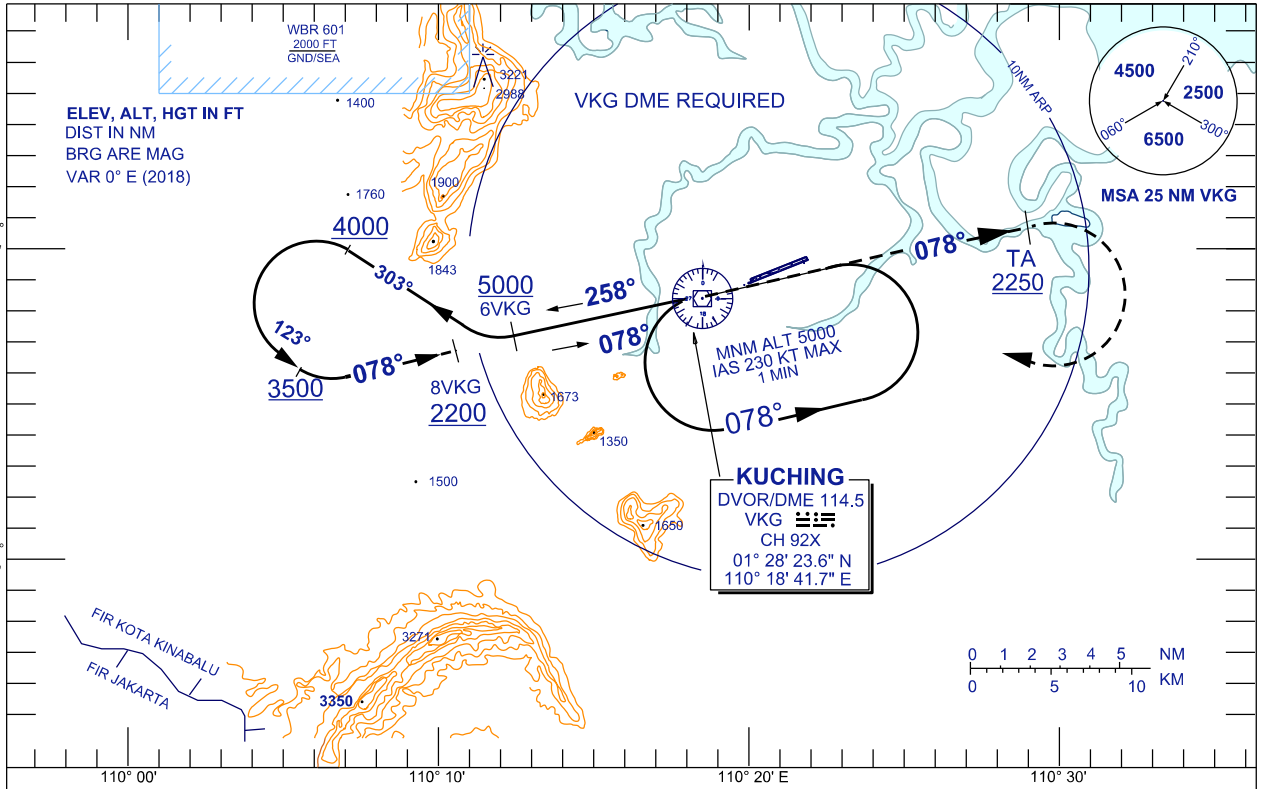 WBR 601
2000 FT
GND/SEA
ELEV, ALT, HGT IN FT
DIST IN NM
BRG ARE MAG
VAR 0° E (2018)
1400
3221
2988
VKG DME REQUIRED
10NM ARP
4500
210°
2500
060°
300°
6500
MSA 25 NM VKG
1760
1900
4000
1843
303°
5000
6VKG
258°
078°
078°
TA
2250
123°
3500
078°
8VKG
2200
0
18
MNM ALT 5000
IAS 230 KT MAX
1 MIN
078°
1673
1350
1500
1650
KUCHING
DVOR/DME 114.5
VKG
CH 92X
01° 28' 23.6" N
110° 18' 41.7" E
FIR KOTA KINABALU
FIR JAKARTA
3271
3350
0 1 2 3 4 5 NM
0 5 10 KM
110° 00'
110° 10'
110° 20' E
110° 30'